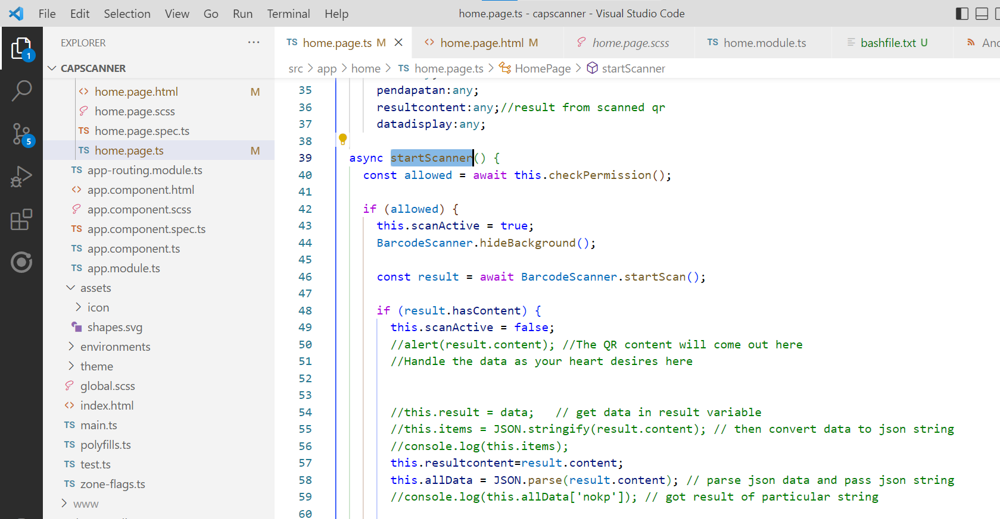 File Edit Selection View Go Run Terminal Help home.page.ts - capscanner - Visual Studio Code
EXPLORER ···
TS home.page.ts M × <> home.page.html M home.page.scss TS home.module.ts bashfile.txt U
CAPSCANNER
src > app > home > TS home.page.ts > HomePage > startScanner
1
<> home.page.html M
home.page.scss
TS home.page.spec.ts
TS home.page.ts M
TS app-routing.module.ts
<> app.component.html
app.component.scss
TS app.component.spec.ts
TS app.component.ts
TS app.module.ts
assets
icon
shapes.svg
environments
theme
global.scss
<> index.html
TS main.ts
TS polyfills.ts
TS test.ts
TS zone-flags.ts
www
5
35 pendapatan:any;
36 resultcontent:any;//result from scanned qr
37 datadisplay:any;
38
39 async startScanner() {
40 const allowed = await this.checkPermission();
41
42 if (allowed) {
43 this.scanActive = true;
44 BarcodeScanner.hideBackground();
45
46 const result = await BarcodeScanner.startScan();
47
48 if (result.hasContent) {
49 this.scanActive = false;
50 //alert(result.content); //The QR content will come out here
51 //Handle the data as your heart desires here
52
53
54 //this.result = data;   // get data in result variable
55 //this.items = JSON.stringify(result.content); // then convert data to json string
56 //console.log(this.items);
57 this.resultcontent=result.content;
58 this.allData = JSON.parse(result.content); // parse json data and pass json string
59 //console.log(this.allData['nokp']); // got result of particular string
60